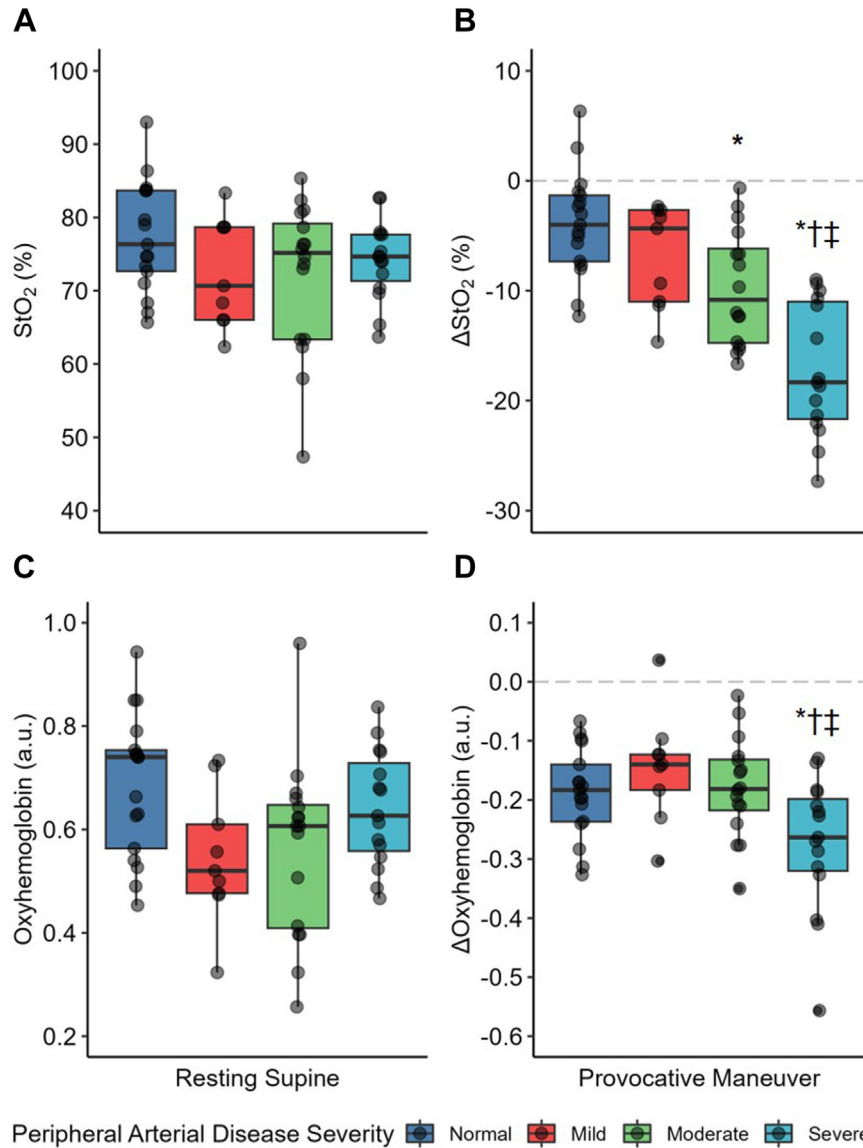 A
StO₂ (%)
100
90
80
70
60
50
40
B
ΔStO₂ (%)
10
0
-10
-20
-30
*
*†‡
C
Oxyhemoglobin (a.u.)
1.0
0.8
0.6
0.4
0.2
Resting Supine
D
ΔOxyhemoglobin (a.u.)
0.1
0.0
-0.1
-0.2
-0.3
-0.4
-0.5
-0.6
*†‡
Provocative Maneuver
Peripheral Arterial Disease Severity Normal Mild Moderate Severe